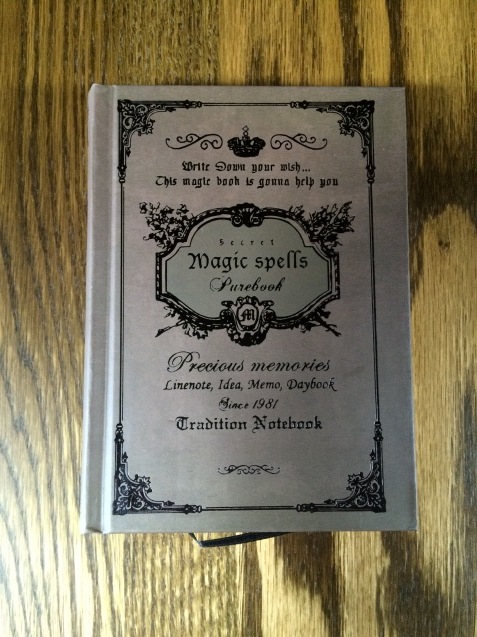 Write Down your wish...
This magic book is gonna help you
Secret
Magic spells
Purebook
M
Precious memories
Linenote, Idea, Memo, Daybook
Since 1981
Tradition Notebook